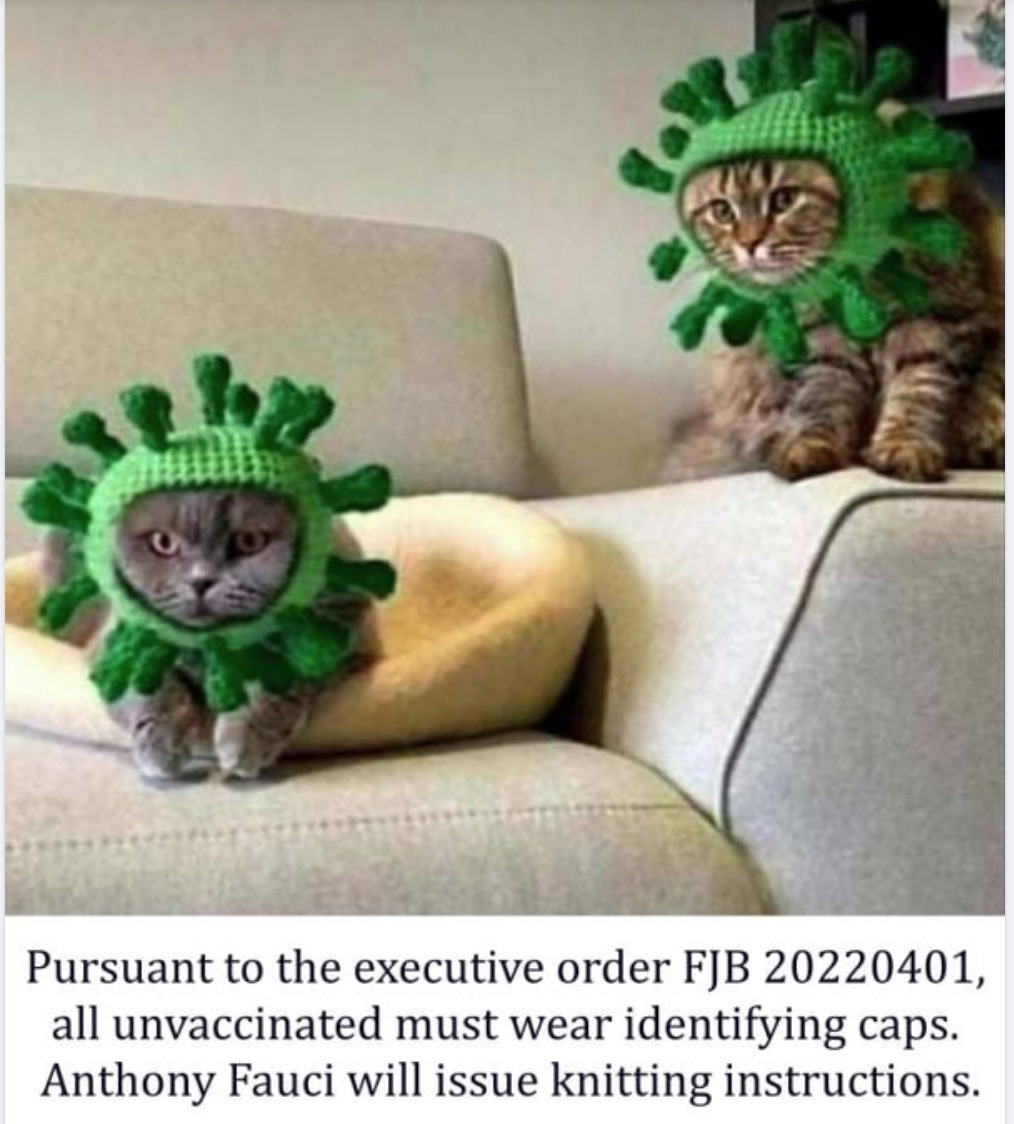 Pursuant to the executive order FJB 20220401,
all unvaccinated must wear identifying caps.
Anthony Fauci will issue knitting instructions.